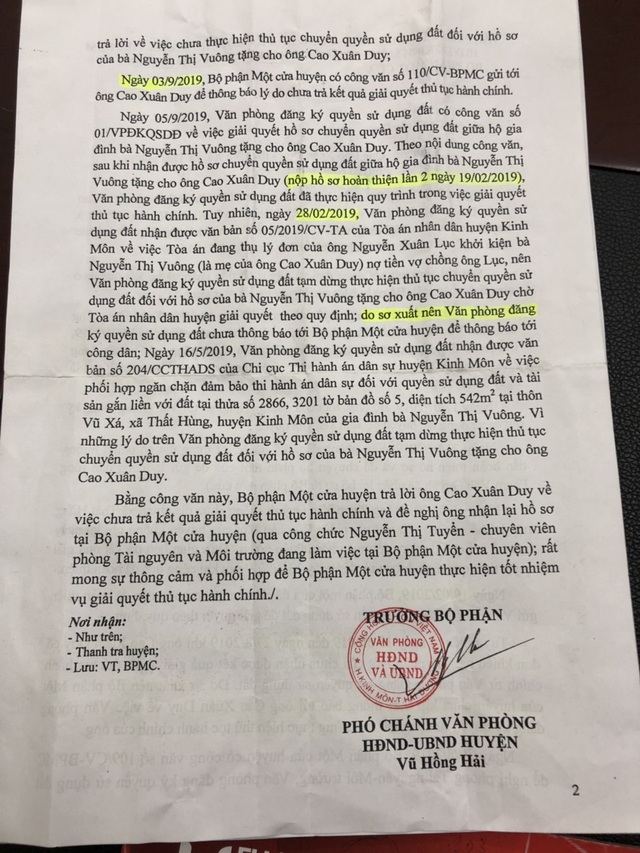 trả lời về việc chưa thực hiện thủ tục chuyển quyền sử dụng đất đối với hồ sơ
của bà Nguyễn Thị Vuông tặng cho ông Cao Xuân Duy;
Ngày 03/9/2019, Bộ phận Một cửa huyện có công văn số 110/CV-BPMC gửi tới
ông Cao Xuân Duy để thông báo lý do chưa trả kết quả giải quyết thủ tục hành chính.
Ngày 05/9/2019, Văn phòng đăng ký quyền sử dụng đất có công văn số
01/VPĐKQSDĐ về việc giải quyết hồ sơ chuyển quyền sử dụng đất giữa hộ gia
đình bà Nguyễn Thị Vuông tặng cho ông Cao Xuân Duy. Theo nội dung công văn,
sau khi nhận được hồ sơ chuyển quyền sử dụng đất giữa hộ gia đình bà Nguyễn Thị
Vuông tặng cho ông Cao Xuân Duy (nộp hồ sơ hoàn thiện lần 2 ngày 19/02/2019),
Văn phòng đăng ký quyền sử dụng đất đã thực hiện quy trình trong việc giải quyết
thủ tục hành chính. Tuy nhiên, ngày 28/02/2019, Văn phòng đăng ký quyền sử
dụng đất nhận được văn bản số 05/2019/CV-TA của Tòa án nhân dân huyện Kinh
Môn về việc Tòa án đang thụ lý đơn của ông Nguyễn Xuân Lục khởi kiện bà
Nguyễn Thị Vuông (là mẹ của ông Cao Xuân Duy) nợ tiền vợ chồng ông Lục, nên
Văn phòng đăng ký quyền sử dụng đất tạm dừng thực hiện thủ tục chuyển quyền sử
dụng đất đối với hồ sơ của bà Nguyễn Thị Vuông tặng cho ông Cao Xuân Duy chờ
Tòa án nhân dân huyện giải quyết theo quy định; do sơ xuất nên Văn phòng đăng
ký quyền sử dụng đất chưa thông báo tới Bộ phận Một cửa huyện để thông báo tới
công dân; Ngày 16/5/2019, Văn phòng đăng ký quyền sử dụng đất nhận được văn
bản số 204/CCTHADS của Chi cục Thi hành án dân sự huyện Kinh Môn về việc
phối hợp ngăn chặn đảm bảo thi hành án dân sự đối với quyền sử dụng đất và tài
sản gắn liền với đất tại thửa số 2866, 3201 tờ bản đồ số 5, diện tích 542m² tại thôn
Vũ Xá, xã Thất Hùng, huyện Kinh Môn của gia đình bà Nguyễn Thị Vuông. Vì
những lý do trên Văn phòng đăng ký quyền sử dụng đất tạm dừng thực hiện thủ tục
chuyển quyền sử dụng đất đối với hồ sơ của bà Nguyễn Thị Vuông tặng cho ông
Cao Xuân Duy.
Bằng công văn này, Bộ phận Một cửa huyện trả lời ông Cao Xuân Duy về
việc chưa trả kết quả giải quyết thủ tục hành chính và đề nghị ông nhận lại hồ sơ
tại Bộ phận Một cửa huyện (qua công chức Nguyễn Thị Tuyển - chuyên viên
phòng Tài nguyên và Môi trường đang làm việc tại Bộ phận Một cửa huyện); rất
mong sự thông cảm và phối hợp để Bộ phận Một cửa huyện thực hiện tốt nhiệm
vụ giải quyết thủ tục hành chính./.
Nơi nhận:
- Như trên;
- Thanh tra huyện;
- Lưu: VT, BPMC.
TRƯỞNG BỘ PHẬN
VĂN PHÒNG
HĐND
VÀ UBND
H.KINH MÔN-T.HẢI DƯƠNG
PHÓ CHÁNH VĂN PHÒNG
HĐND-UBND HUYỆN
Vũ Hồng Hải
2